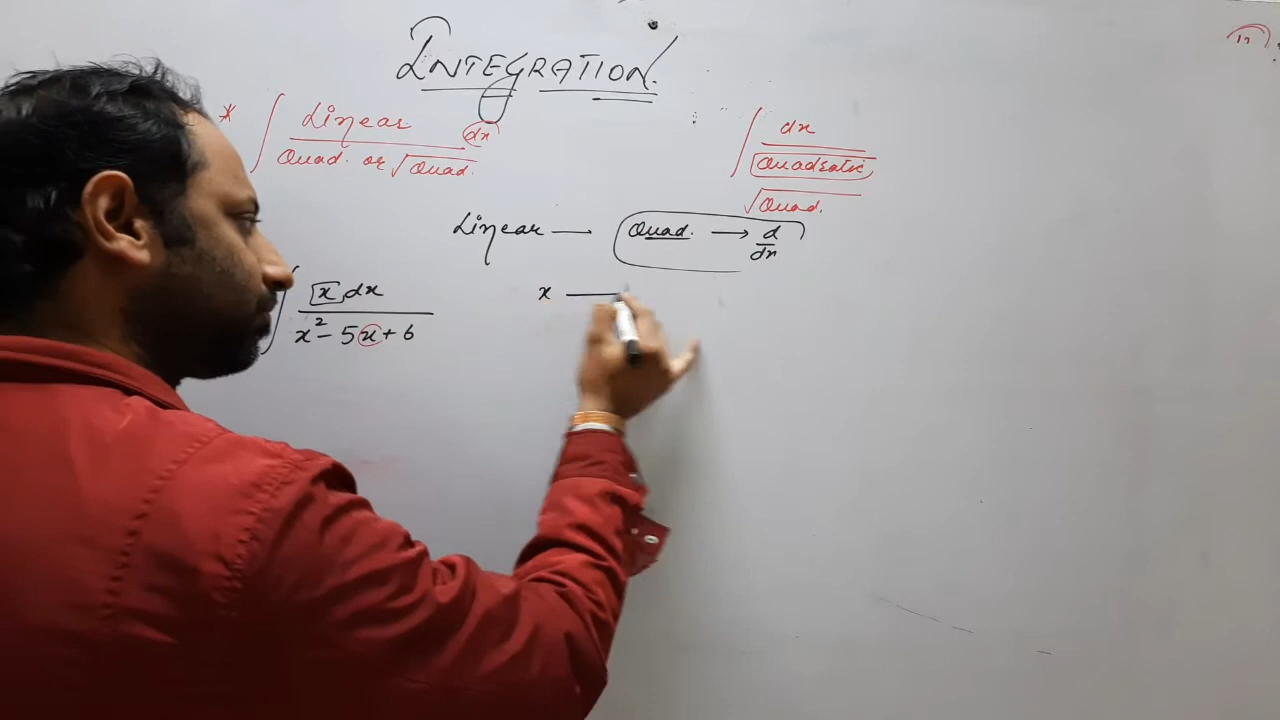 INTEGRATION.
* ∫ Linear / Quad. or √Quad. dx
∫ dx / Quadratic
√Quad.
Linear — Quad. → d/dx
∫ x dx / x² - 5x + 6
x —